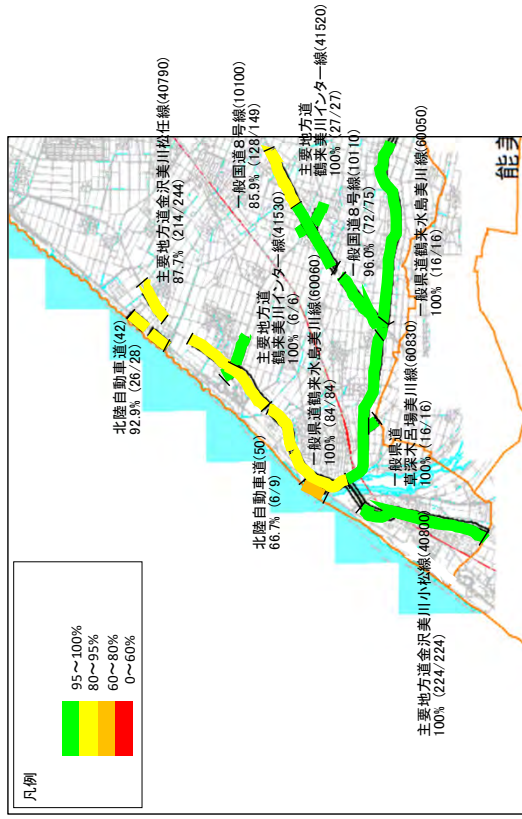 凡例
95～100%
80～95%
60～80%
0～60%
北陸自動車道(42)
92.9% (26/28)
主要地方道金沢美川松任線(40790)
87.7% (214/244)
一般国道8号線(10100)
85.9% (128/149)
主要地方道
鶴来美川インター線(41520)
100% (27/27)
北陸自動車道(50)
66.7% (6/9)
主要地方道
鶴来美川インター線(41530)
100% (6/6)
一般県道鶴来水島美川線(60060)
100% (84/84)
一般国道8号線(10110)
96.0% (72/75)
一般県道鶴来水島美川線(60050)
100% (16/16)
一般県道
草深木呂場美川線(60830)
100% (16/16)
主要地方道金沢美川小松線(40800)
100% (224/224)
能美